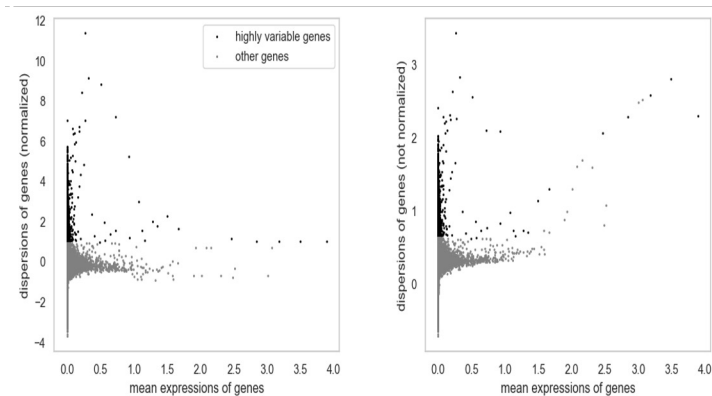 12
10
8
6
4
2
0
−2
−4
dispersions of genes (normalized)
highly variable genes
other genes
0.0 0.5 1.0 1.5 2.0 2.5 3.0 3.5 4.0
mean expressions of genes
3
2
1
0
dispersions of genes (not normalized)
0.0 0.5 1.0 1.5 2.0 2.5 3.0 3.5 4.0
mean expressions of genes